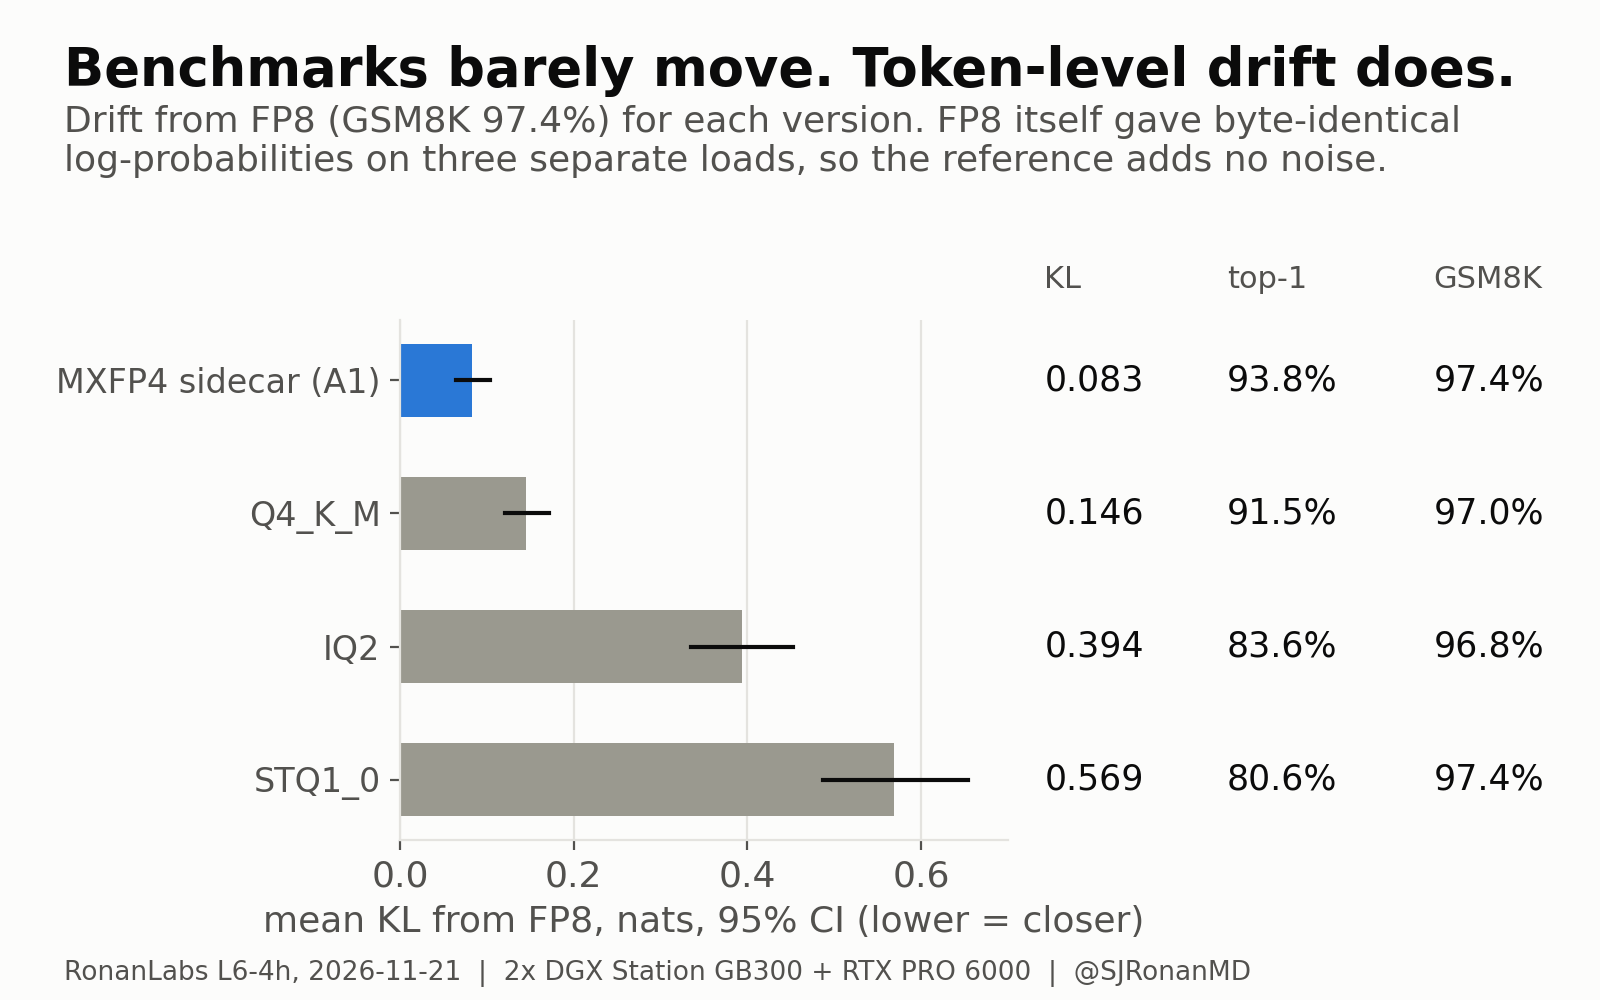 Benchmarks barely move. Token-level drift does.
Drift from FP8 (GSM8K 97.4%) for each version. FP8 itself gave byte-identical
log-probabilities on three separate loads, so the reference adds no noise.
KL top-1 GSM8K
MXFP4 sidecar (A1) 0.083 93.8% 97.4%
Q4_K_M 0.146 91.5% 97.0%
IQ2 0.394 83.6% 96.8%
STQ1_0 0.569 80.6% 97.4%
0.0 0.2 0.4 0.6
mean KL from FP8, nats, 95% CI (lower = closer)
RonanLabs L6-4h, 2026-11-21 | 2x DGX Station GB300 + RTX PRO 6000 | @SJRonanMD